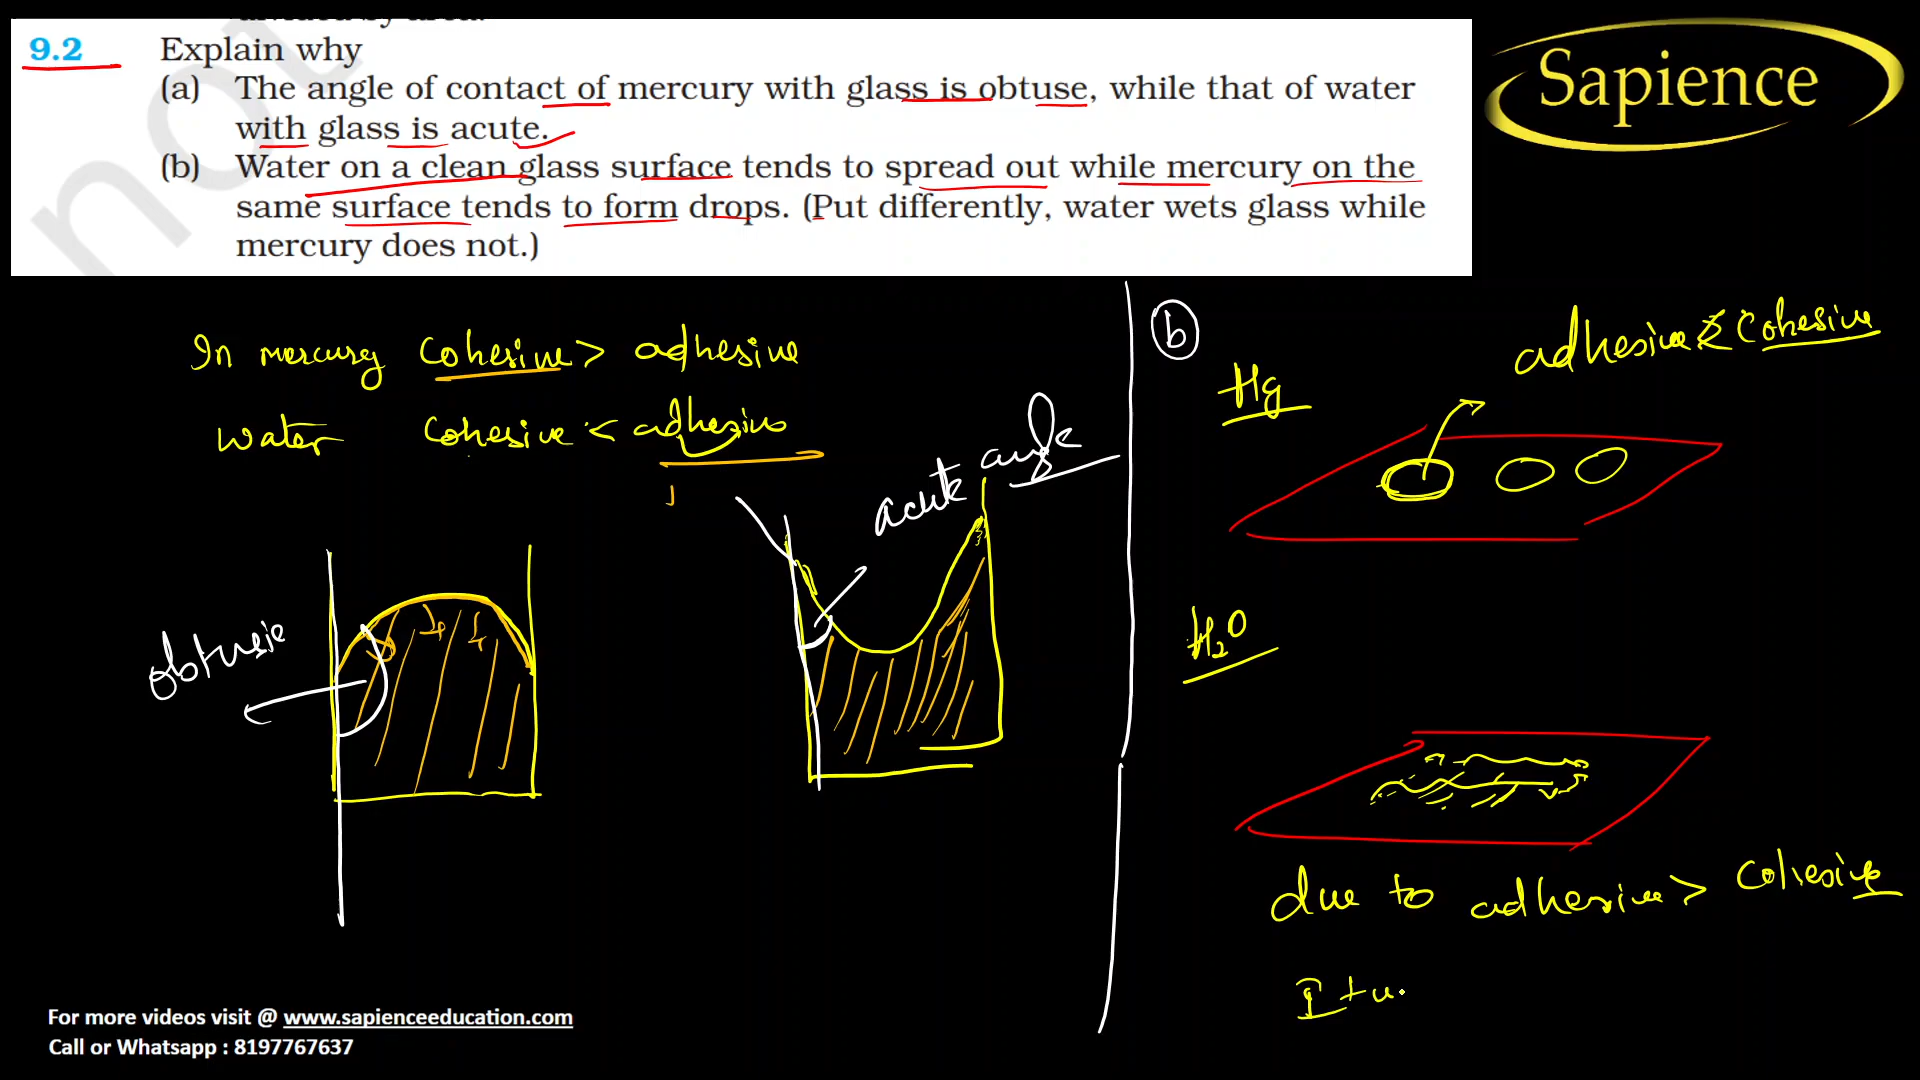 9.2 Explain why
(a) The angle of contact of mercury with glass is obtuse, while that of water
with glass is acute.
(b) Water on a clean glass surface tends to spread out while mercury on the
same surface tends to form drops. (Put differently, water wets glass while
mercury does not.)
Sapience
In mercury cohesive > adhesive
water cohesive < adhesive
obtusie
acute angle
b
adhesive < cohesive
Hg
H2O
due to adhesive > cohesive
For more videos visit @ www.sapienceeducation.com
Call or Whatsapp : 8197767637